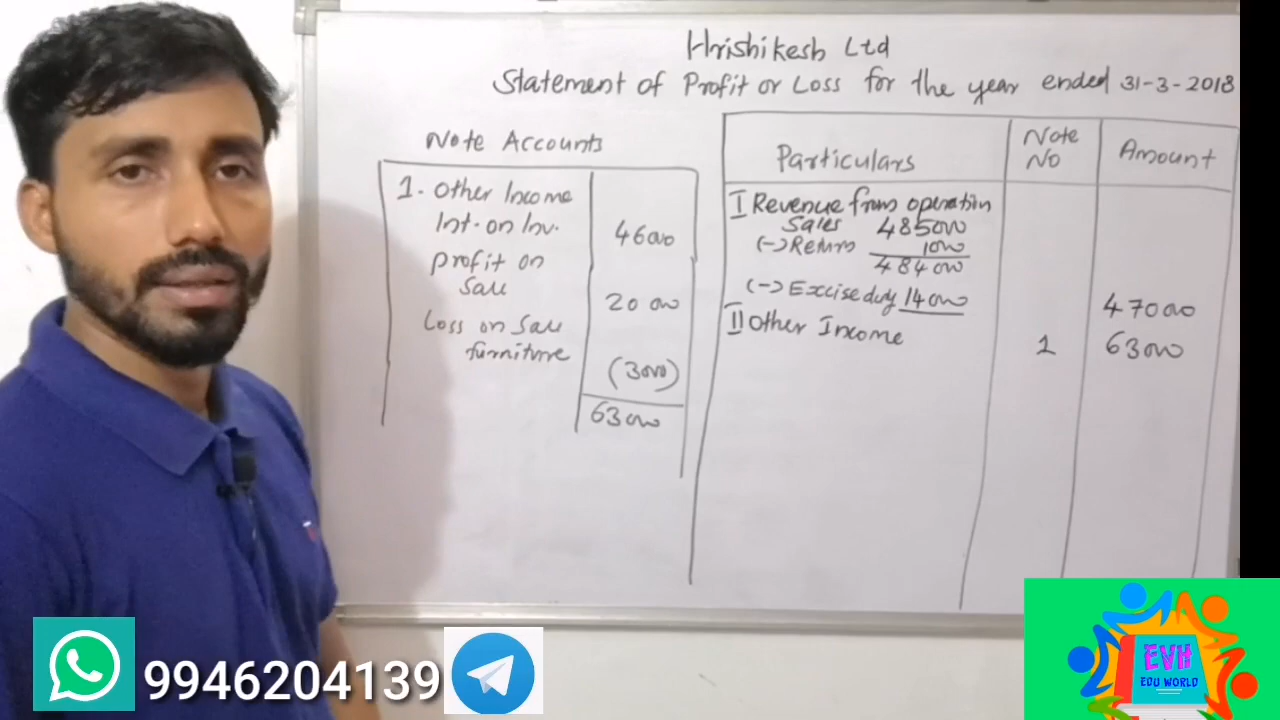 Hrishikesh Ltd
Statement of Profit or Loss for the year ended 31-3-2018
Note Accounts
1. Other Income
Int. on Inv. 46000
Profit on
Sale 20000
Loss on Sale
furniture (3000)
63000
Particulars Note No Amount
I Revenue from operation
Sales 485000
(-) Return 1000
484000
(-) Excise duty 14000 470000
II Other Income 1 63000
9946204139
EVH
EDU WORLD